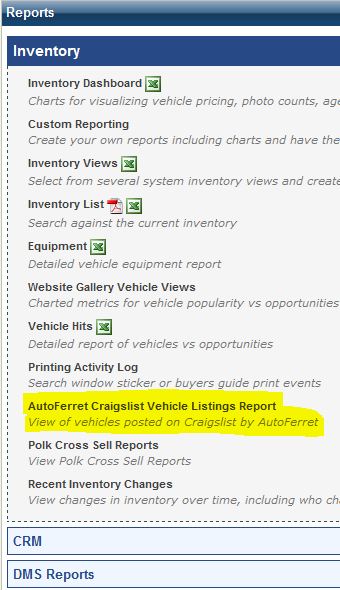 Reports
Inventory
Inventory Dashboard
Charts for visualizing vehicle pricing, photo counts, age
Custom Reporting
Create your own reports including charts and have the
Inventory Views
Select from several system inventory views and create
Inventory List
Search against the current inventory
Equipment
Detailed vehicle equipment report
Website Gallery Vehicle Views
Charted metrics for vehicle popularity vs opportunities
Vehicle Hits
Detailed report of vehicles vs opportunities
Printing Activity Log
Search window sticker or buyers guide print events
AutoFerret Craigslist Vehicle Listings Report
View of vehicles posted on Craigslist by AutoFerret
Polk Cross Sell Reports
View Polk Cross Sell Reports
Recent Inventory Changes
View changes in inventory over time, including who cha
CRM
DMS Reports